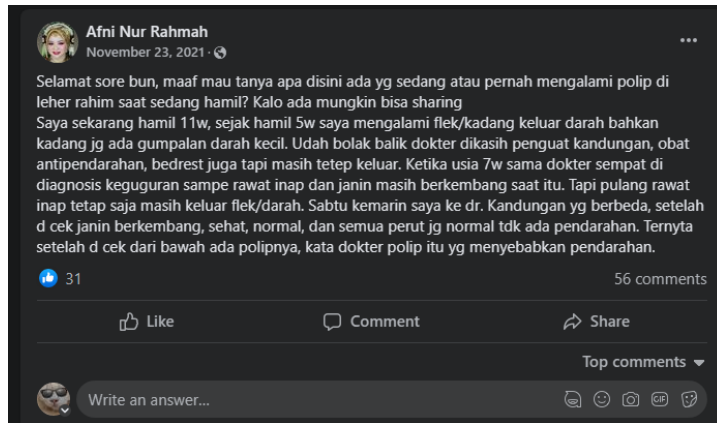 Afni Nur Rahmah
November 23, 2021 ·
Selamat sore bun, maaf mau tanya apa disini ada yg sedang atau pernah mengalami polip di
leher rahim saat sedang hamil? Kalo ada mungkin bisa sharing
Saya sekarang hamil 11w, sejak hamil 5w saya mengalami flek/kadang keluar darah bahkan
kadang jg ada gumpalan darah kecil. Udah bolak balik dokter dikasih penguat kandungan, obat
antipendarahan, bedrest juga tapi masih tetep keluar. Ketika usia 7w sama dokter sempat di
diagnosis keguguran sampe rawat inap dan janin masih berkembang saat itu. Tapi pulang rawat
inap tetap saja masih keluar flek/darah. Sabtu kemarin saya ke dr. Kandungan yg berbeda, setelah
d cek janin berkembang, sehat, normal, dan semua perut jg normal tdk ada pendarahan. Ternyta
setelah d cek dari bawah ada polipnya, kata dokter polip itu yg menyebabkan pendarahan.
31
56 comments
Like
Comment
Share
Top comments
Write an answer...
GIF